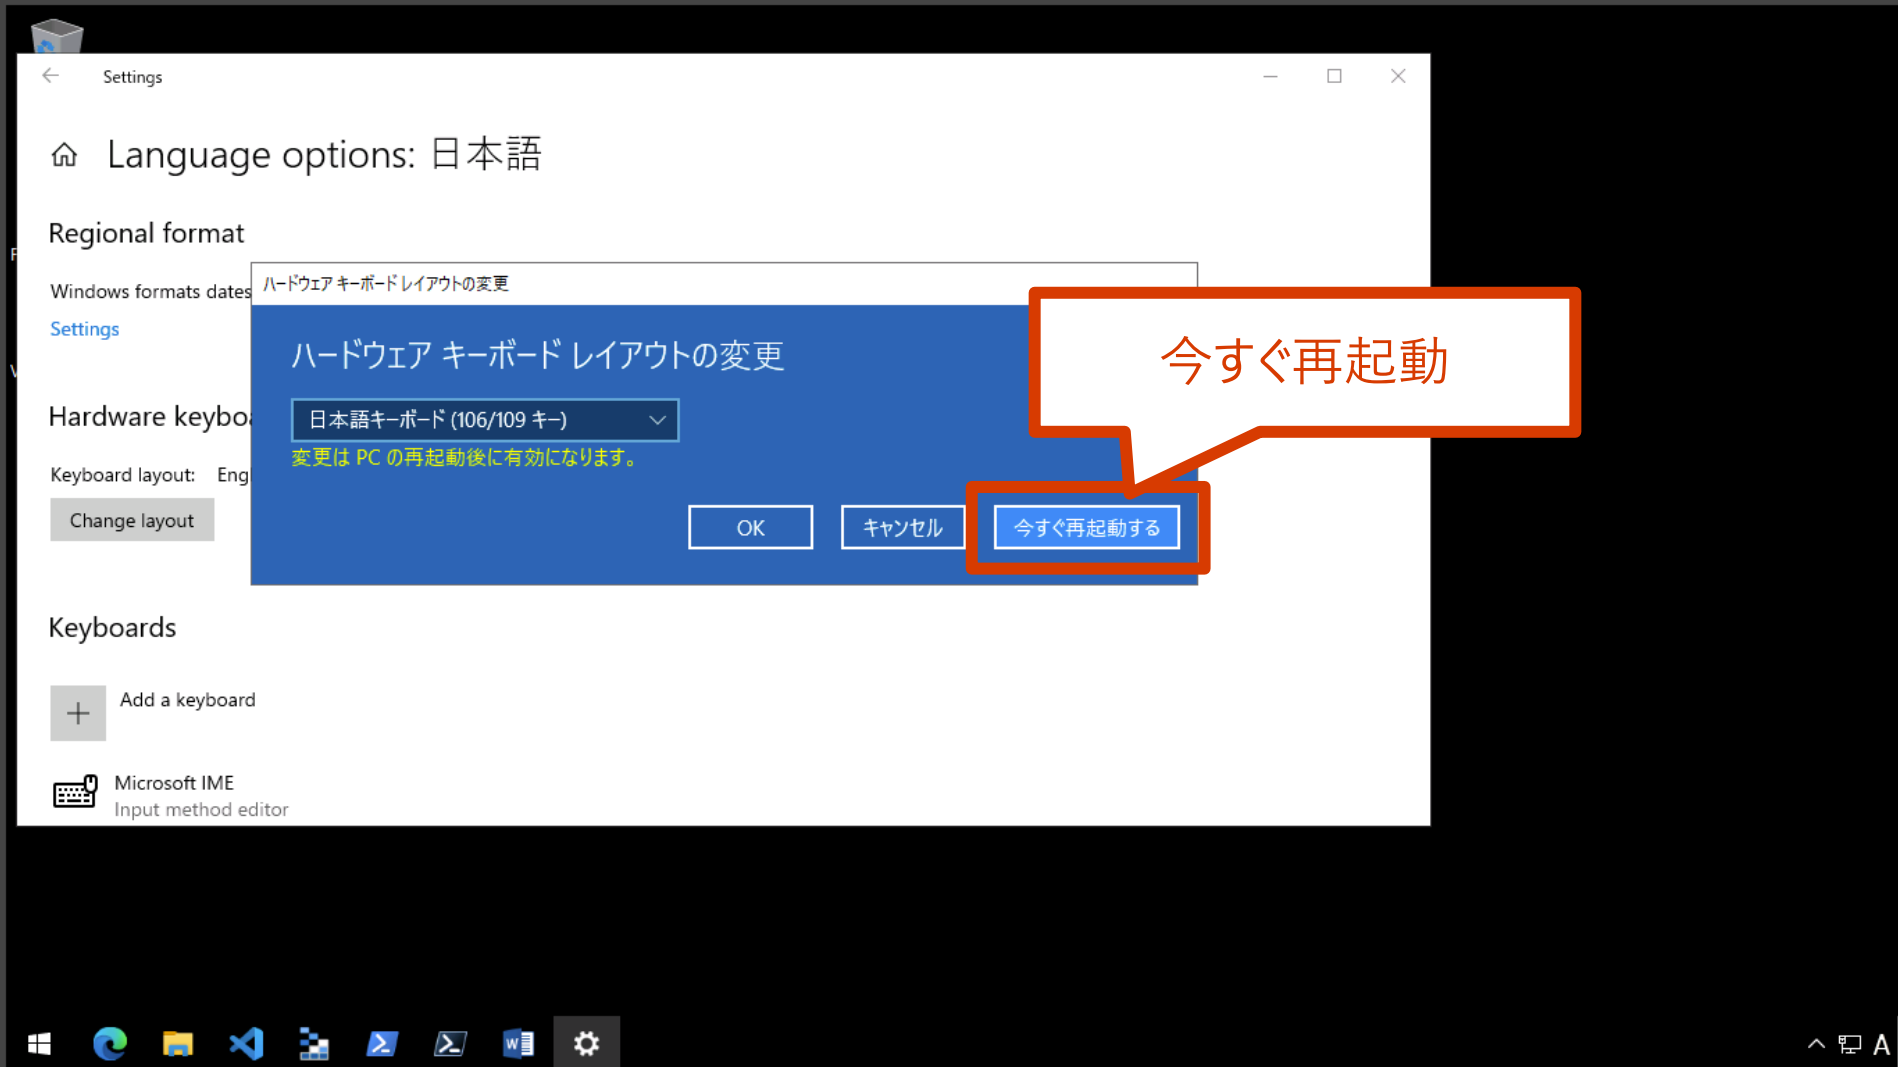 Settings
Language options: 日本語
Regional format
Windows formats dates
Settings
ハードウェア キーボード レイアウトの変更
ハードウェア キーボード レイアウトの変更
今すぐ再起動
日本語キーボード (106/109 キー)
変更は PC の再起動後に有効になります。
Hardware keyboa
Keyboard layout: Engl
Change layout
OK
キャンセル
今すぐ再起動する
Keyboards
Add a keyboard
Microsoft IME
Input method editor
A